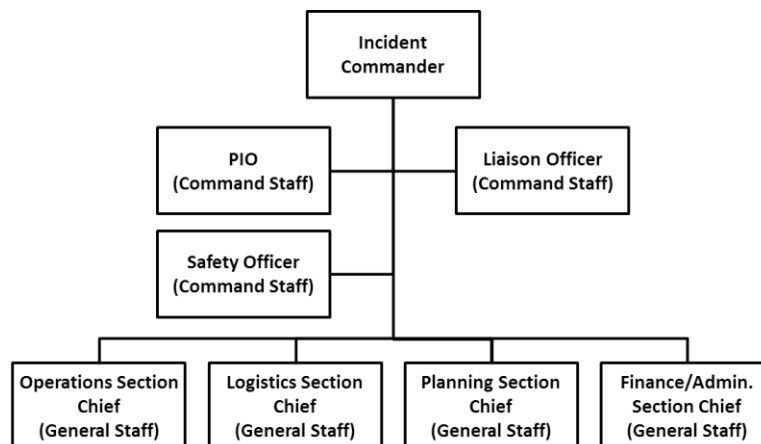 Incident
Commander
PIO
(Command Staff)
Liaison Officer
(Command Staff)
Safety Officer
(Command Staff)
Operations Section
Chief
(General Staff)
Logistics Section
Chief
(General Staff)
Planning Section
Chief
(General Staff)
Finance/Admin.
Section Chief
(General Staff)